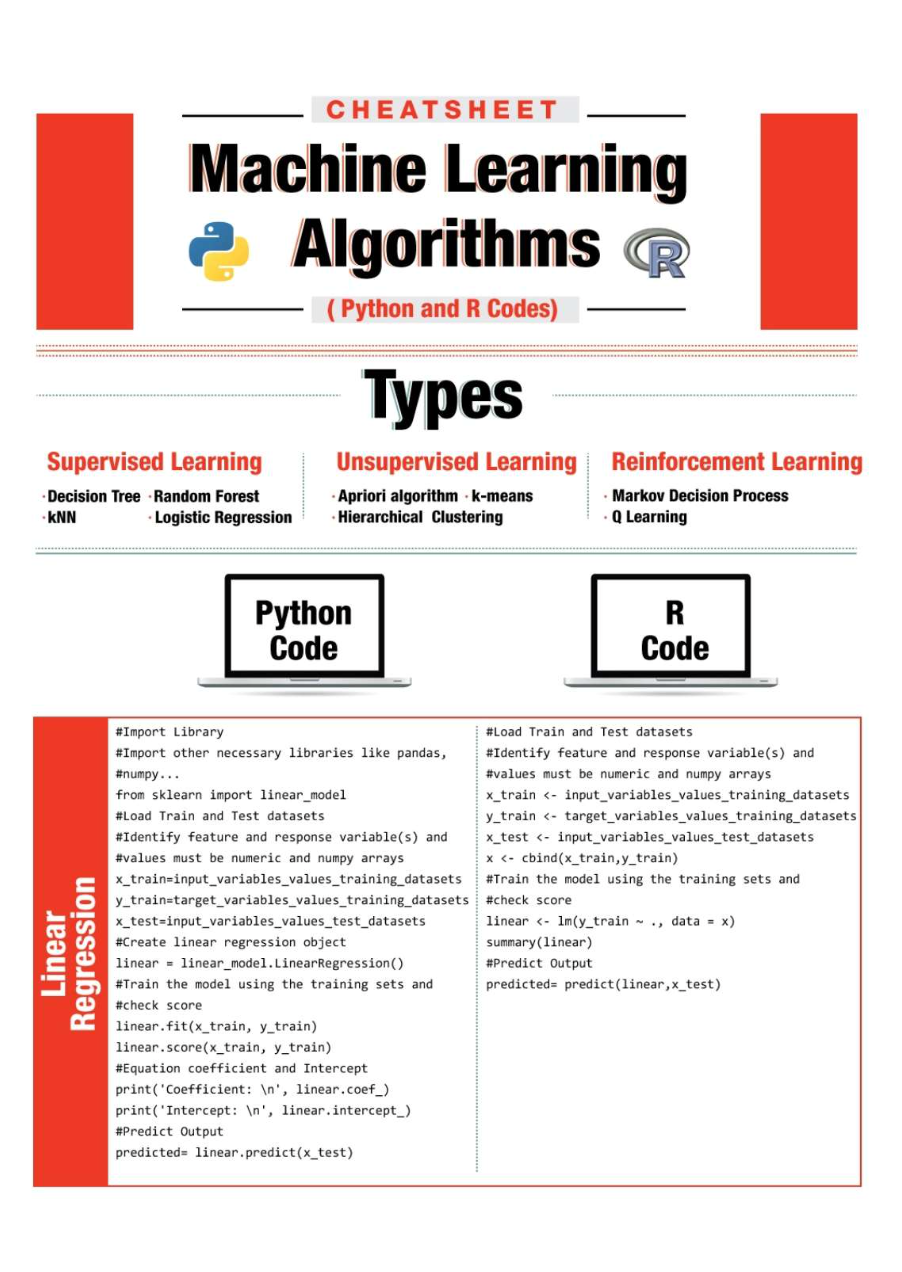 CHEATSHEET
Machine Learning
Algorithms
R
( Python and R Codes)
Types
Supervised Learning
· Decision Tree · Random Forest
· kNN · Logistic Regression
Unsupervised Learning
· Apriori algorithm · k-means
· Hierarchical Clustering
Reinforcement Learning
· Markov Decision Process
· Q Learning
Python
Code
R
Code
Linear
Regression
#Import Library
#Import other necessary libraries like pandas,
#numpy...
from sklearn import linear_model
#Load Train and Test datasets
#Identify feature and response variable(s) and
#values must be numeric and numpy arrays
x_train=input_variables_values_training_datasets
y_train=target_variables_values_training_datasets
x_test=input_variables_values_test_datasets
#Create linear regression object
linear = linear_model.LinearRegression()
#Train the model using the training sets and
#check score
linear.fit(x_train, y_train)
linear.score(x_train, y_train)
#Equation coefficient and Intercept
print('Coefficient: \n', linear.coef_)
print('Intercept: \n', linear.intercept_)
#Predict Output
predicted= linear.predict(x_test)
#Load Train and Test datasets
#Identify feature and response variable(s) and
#values must be numeric and numpy arrays
x_train <- input_variables_values_training_datasets
y_train <- target_variables_values_training_datasets
x_test <- input_variables_values_test_datasets
x <- cbind(x_train,y_train)
#Train the model using the training sets and
#check score
linear <- lm(y_train ~ ., data = x)
summary(linear)
#Predict Output
predicted= predict(linear,x_test)